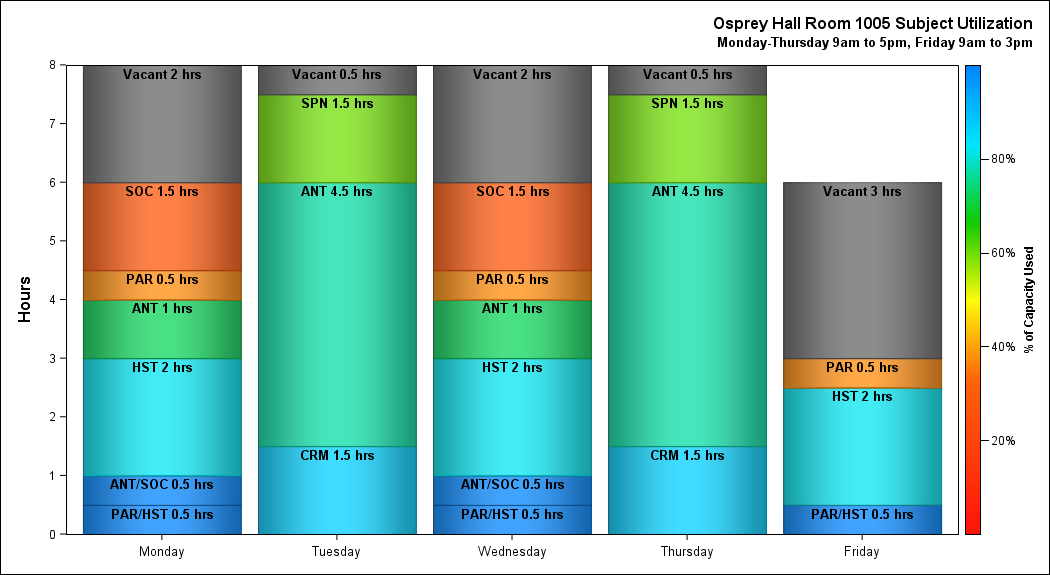 Osprey Hall Room 1005 Subject Utilization
Monday-Thursday 9am to 5pm, Friday 9am to 3pm
Hours
8
7
6
5
4
3
2
1
0
Vacant 2 hrs
SOC 1.5 hrs
PAR 0.5 hrs
ANT 1 hrs
HST 2 hrs
ANT/SOC 0.5 hrs
PAR/HST 0.5 hrs
Monday
Vacant 0.5 hrs
SPN 1.5 hrs
ANT 4.5 hrs
CRM 1.5 hrs
Tuesday
Vacant 2 hrs
SOC 1.5 hrs
PAR 0.5 hrs
ANT 1 hrs
HST 2 hrs
ANT/SOC 0.5 hrs
PAR/HST 0.5 hrs
Wednesday
Vacant 0.5 hrs
SPN 1.5 hrs
ANT 4.5 hrs
CRM 1.5 hrs
Thursday
Vacant 3 hrs
PAR 0.5 hrs
HST 2 hrs
PAR/HST 0.5 hrs
Friday
80%
60%
40%
20%
% of Capacity Used